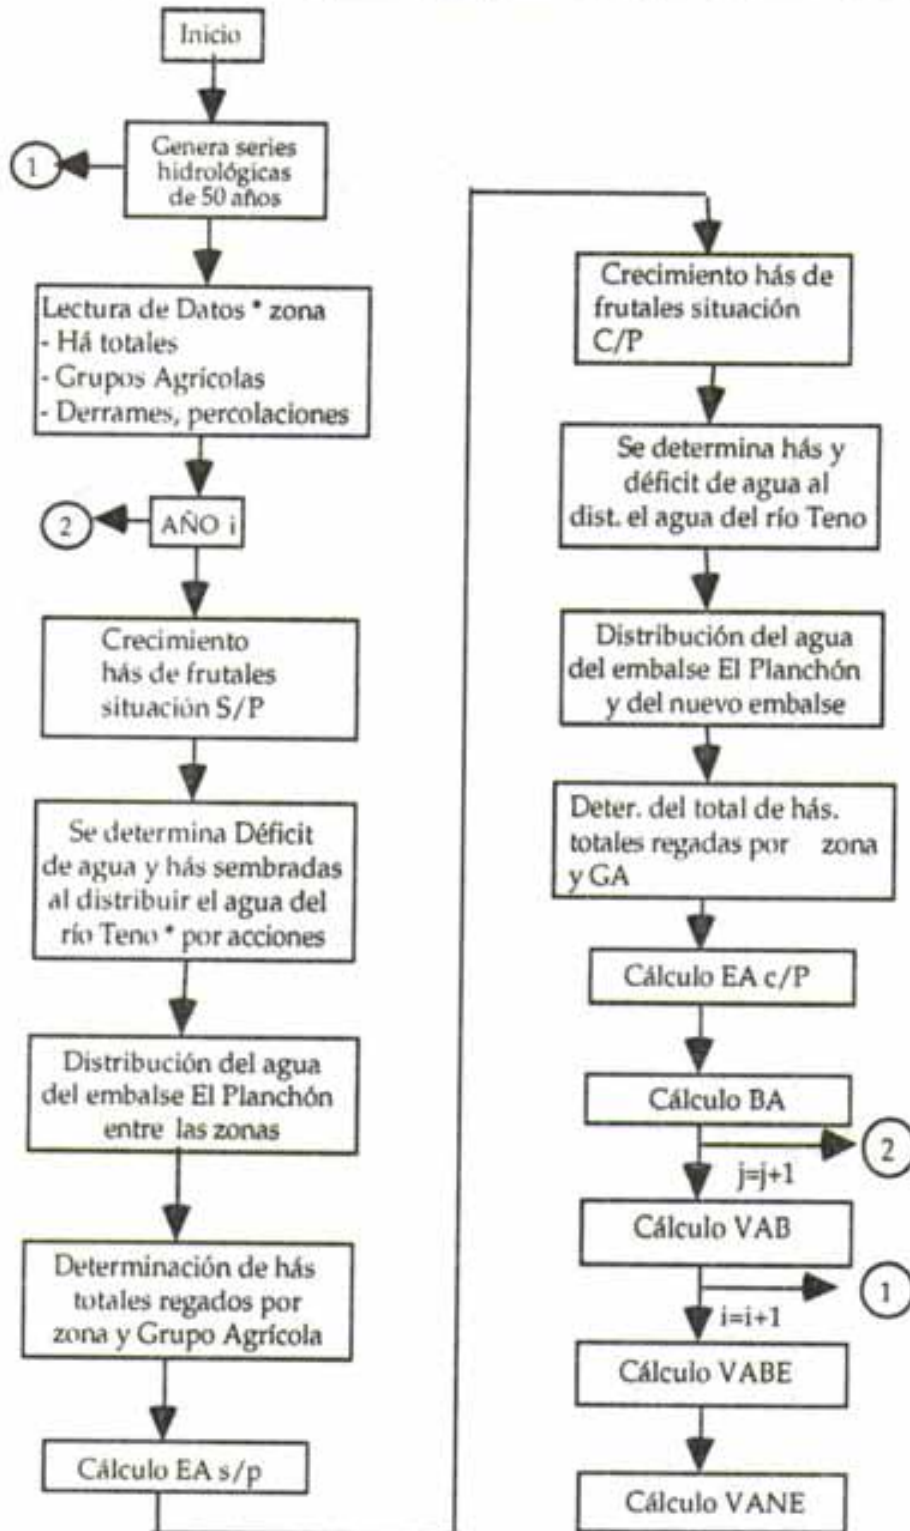 Inicio
1
Genera series
hidrológicas
de 50 años
Lectura de Datos * zona
- Há totales
- Grupos Agrícolas
- Derrames, percolaciones
2
AÑO i
Crecimiento
hás de frutales
situación S/P
Se determina Déficit
de agua y hás sembradas
al distribuir el agua del
río Teno * por acciones
Distribución del agua
del embalse El Planchón
entre las zonas
Determinación de hás
totales regados por
zona y Grupo Agrícola
Cálculo EA s/p
Crecimiento hás de
frutales situación
C/P
Se determina hás y
déficit de agua al
dist. el agua del río Teno
Distribución del agua
del embalse El Planchón
y del nuevo embalse
Deter. del total de hás.
totales regadas por zona
y GA
Cálculo EA c/P
Cálculo BA
2
j=j+1
Cálculo VAB
1
i=i+1
Cálculo VABE
Cálculo VANE